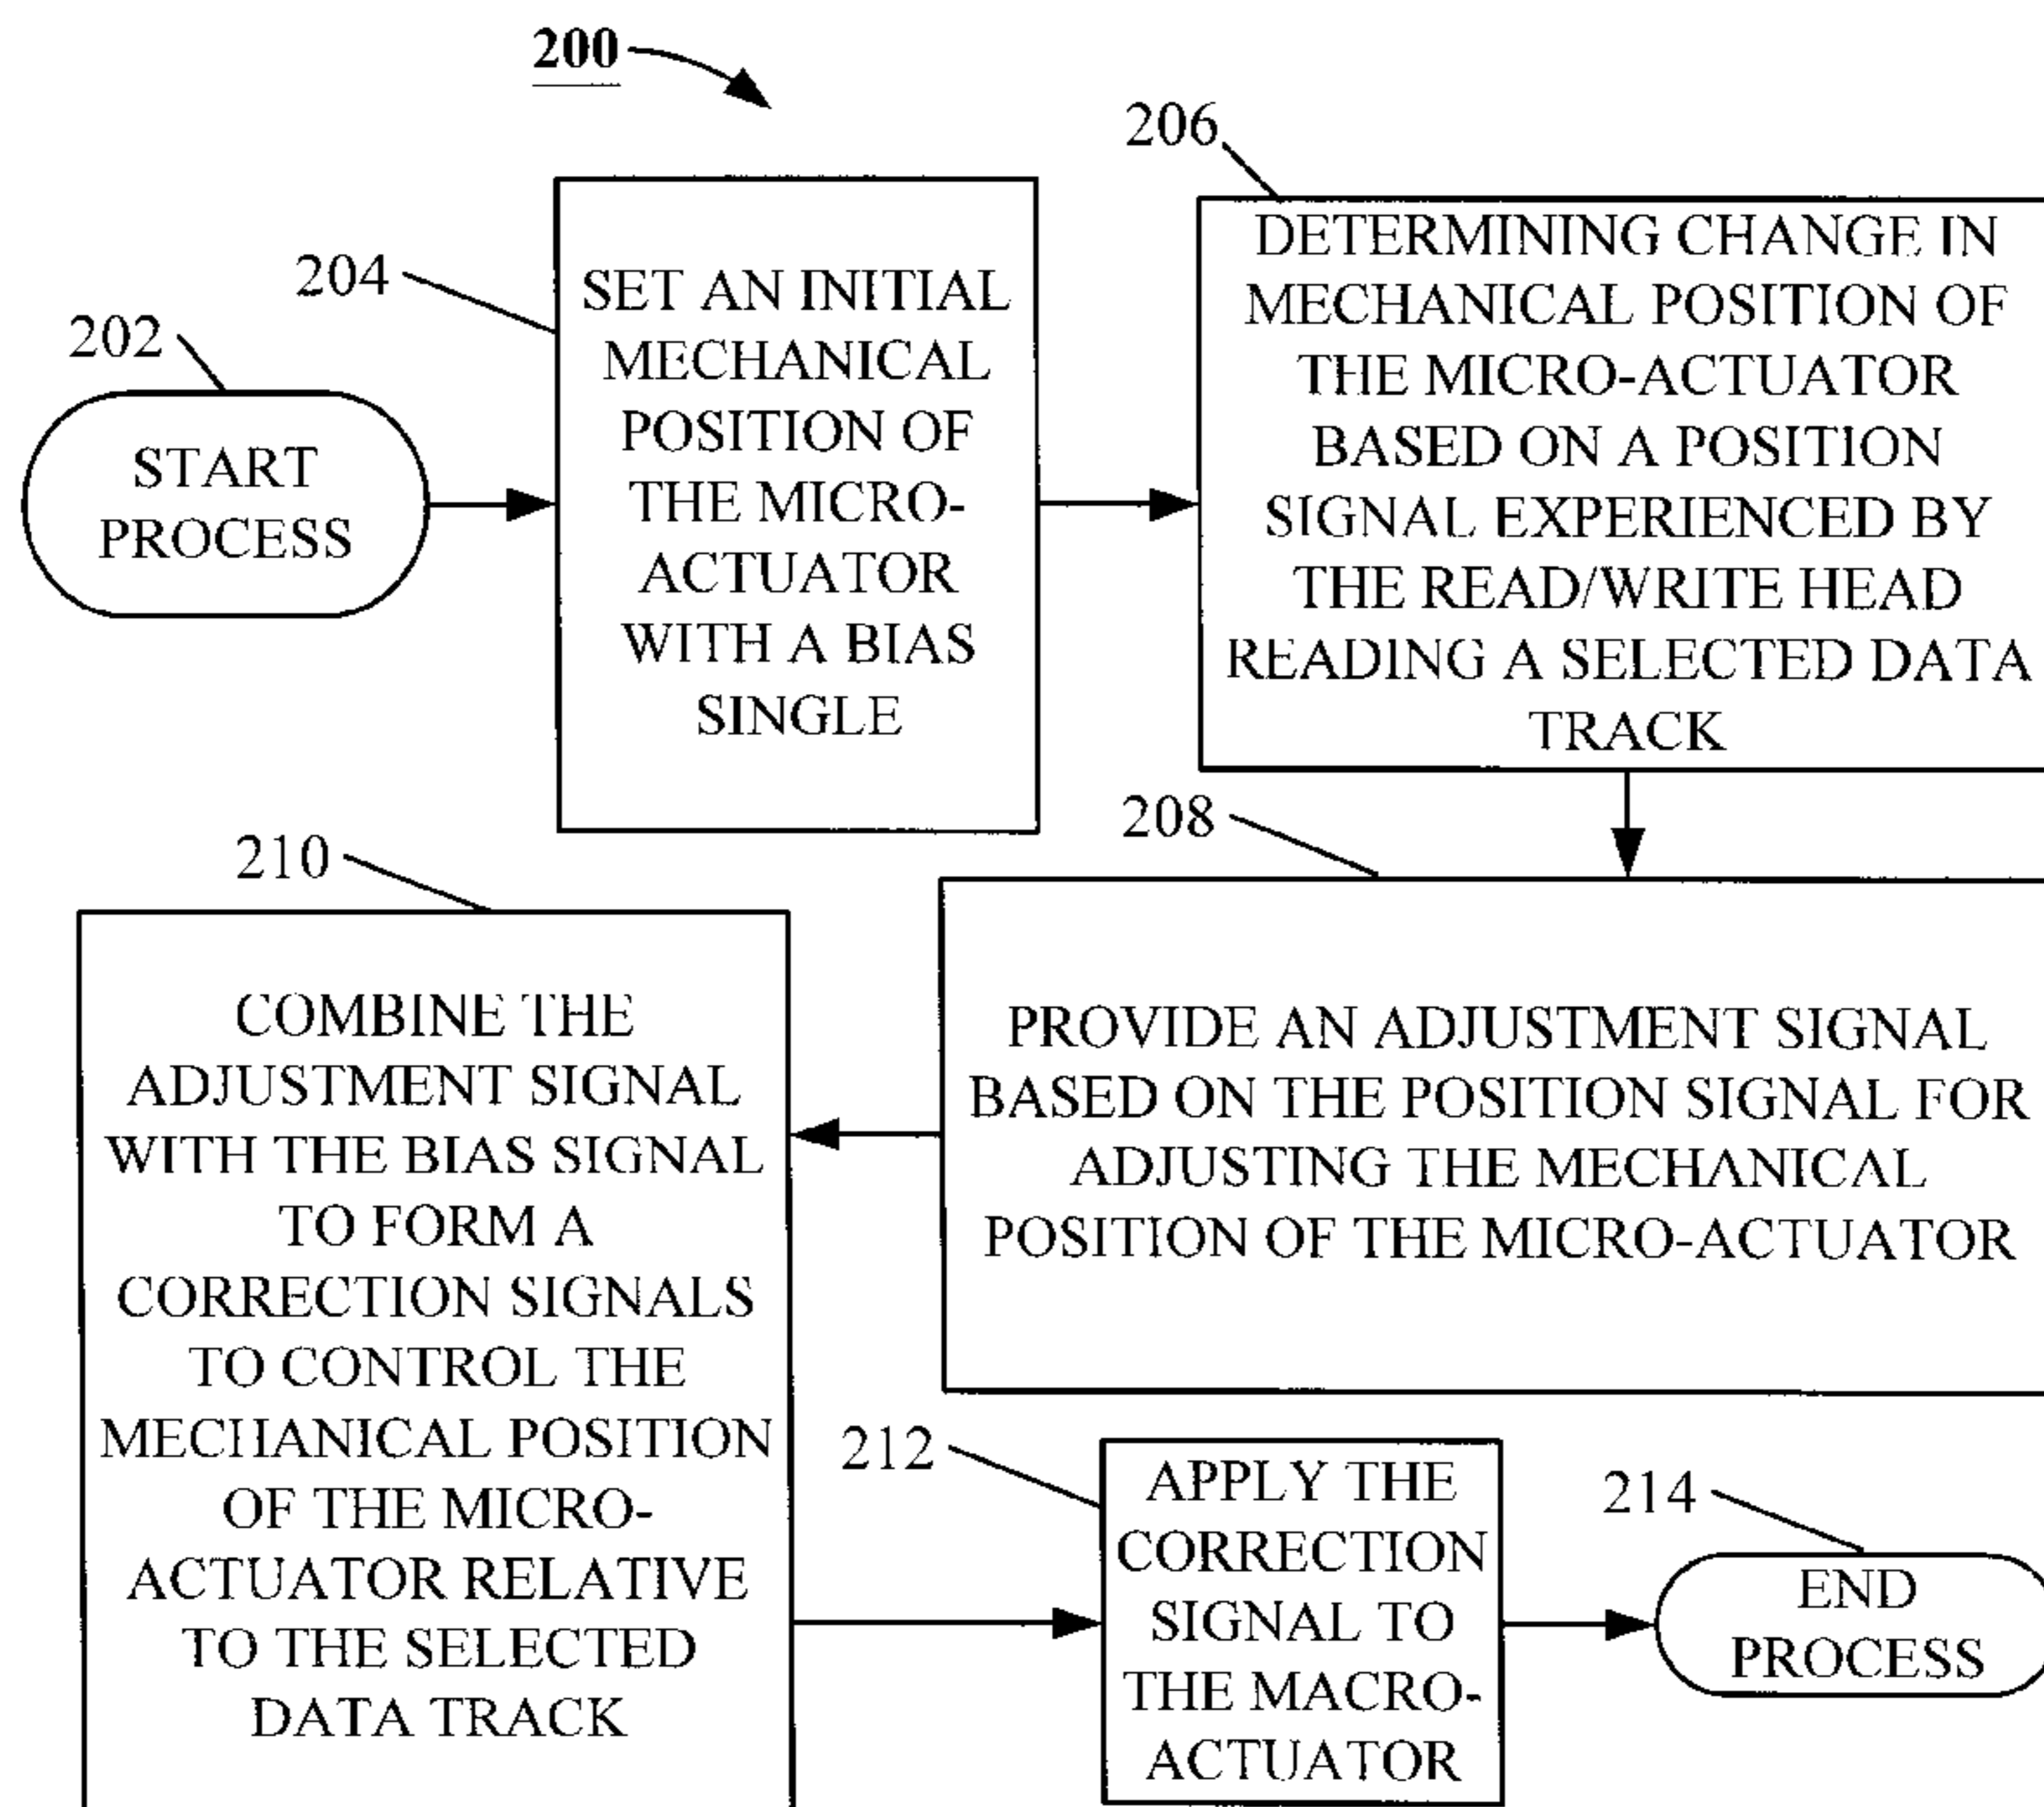 200
202
START
PROCESS
204
SET AN INITIAL
MECHANICAL
POSITION OF
THE MICRO-
ACTUATOR
WITH A BIAS
SINGLE
206
DETERMINING CHANGE IN
MECHANICAL POSITION OF
THE MICRO-ACTUATOR
BASED ON A POSITION
SIGNAL EXPERIENCED BY
THE READ/WRITE HEAD
READING A SELECTED DATA
TRACK
208
PROVIDE AN ADJUSTMENT SIGNAL
BASED ON THE POSITION SIGNAL FOR
ADJUSTING THE MECHANICAL
POSITION OF THE MICRO-ACTUATOR
210
COMBINE THE
ADJUSTMENT SIGNAL
WITH THE BIAS SIGNAL
TO FORM A
CORRECTION SIGNALS
TO CONTROL THE
MECHANICAL POSITION
OF THE MICRO-
ACTUATOR RELATIVE
TO THE SELECTED
DATA TRACK
212
APPLY THE
CORRECTION
SIGNAL TO
THE MACRO-
ACTUATOR
214
END
PROCESS